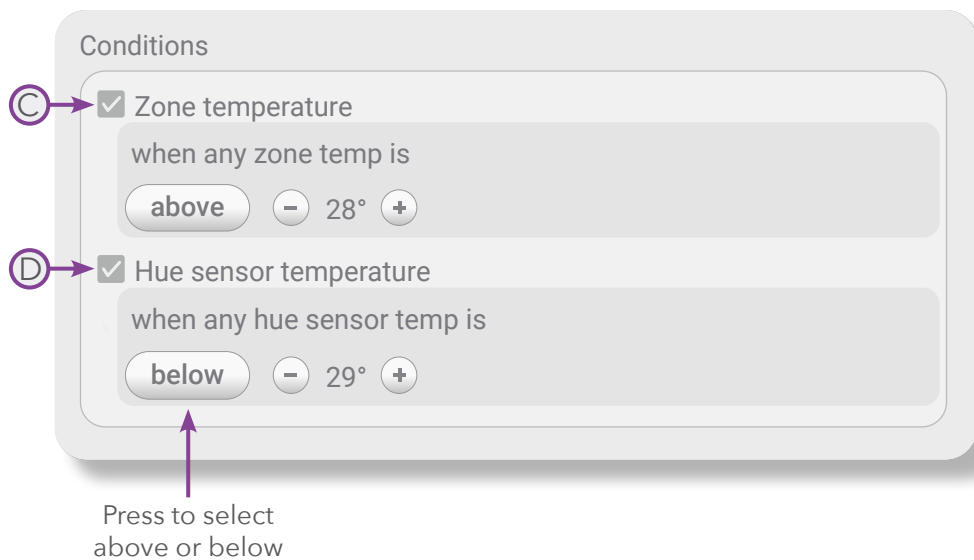 Conditions
C
Zone temperature
when any zone temp is
above - 28° +
D
Hue sensor temperature
when any hue sensor temp is
below - 29° +
Press to select
above or below